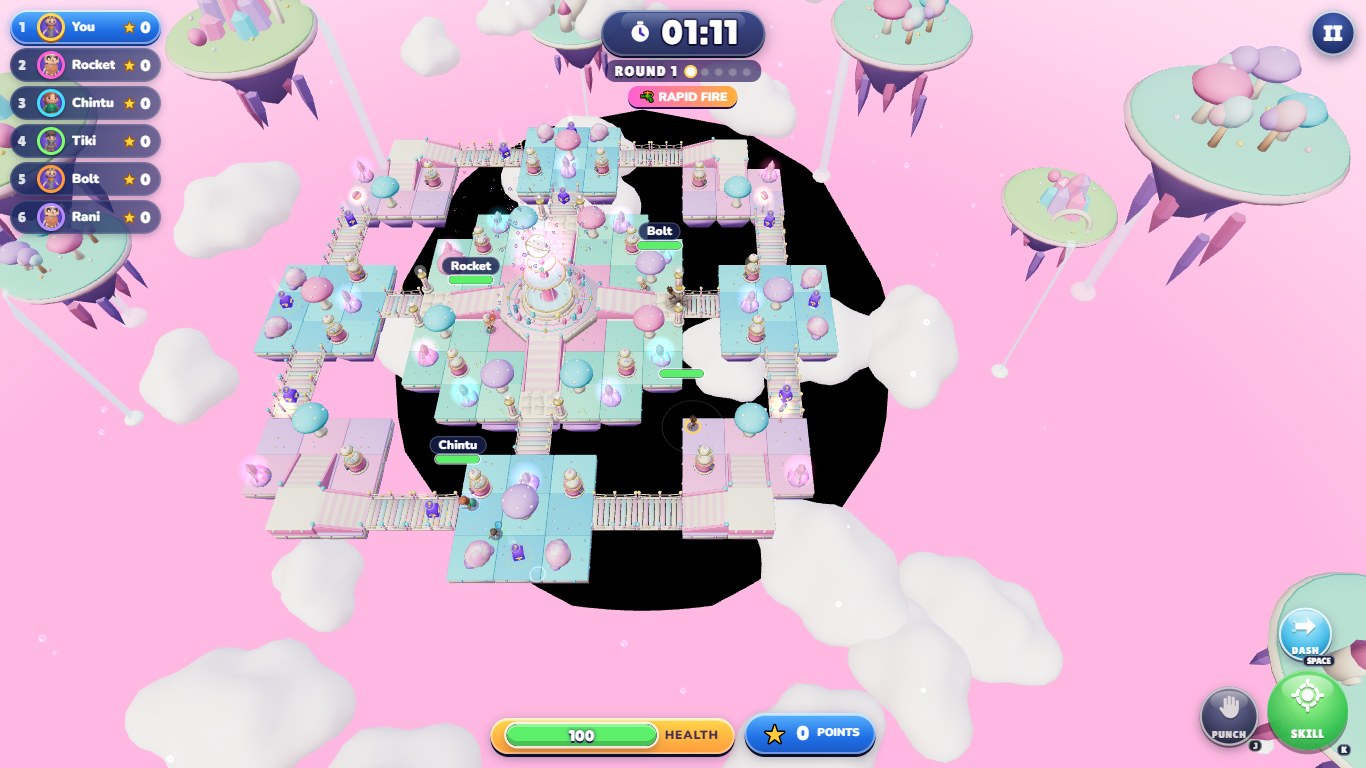 1 You 0
2 Rocket 0
3 Chintu 0
4 Tiki 0
5 Bolt 0
6 Rani 0
01:11
ROUND 1
RAPID FIRE
Bolt
Rocket
Chintu
100 HEALTH
0 POINTS
DASH
SPACE
PUNCH
J
SKILL
K